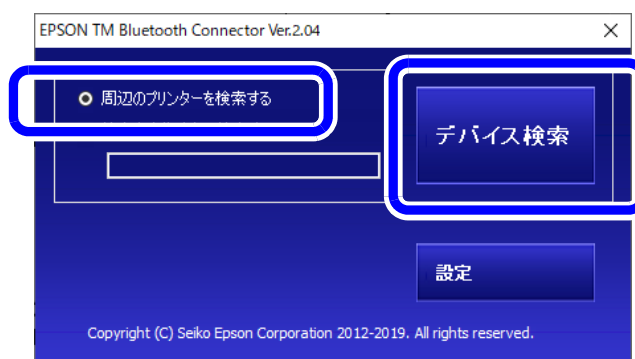 EPSON TM Bluetooth Connector Ver.2.04
周辺のプリンターを検索する
デバイス検索
設定
Copyright (C) Seiko Epson Corporation 2012-2019. All rights reserved.